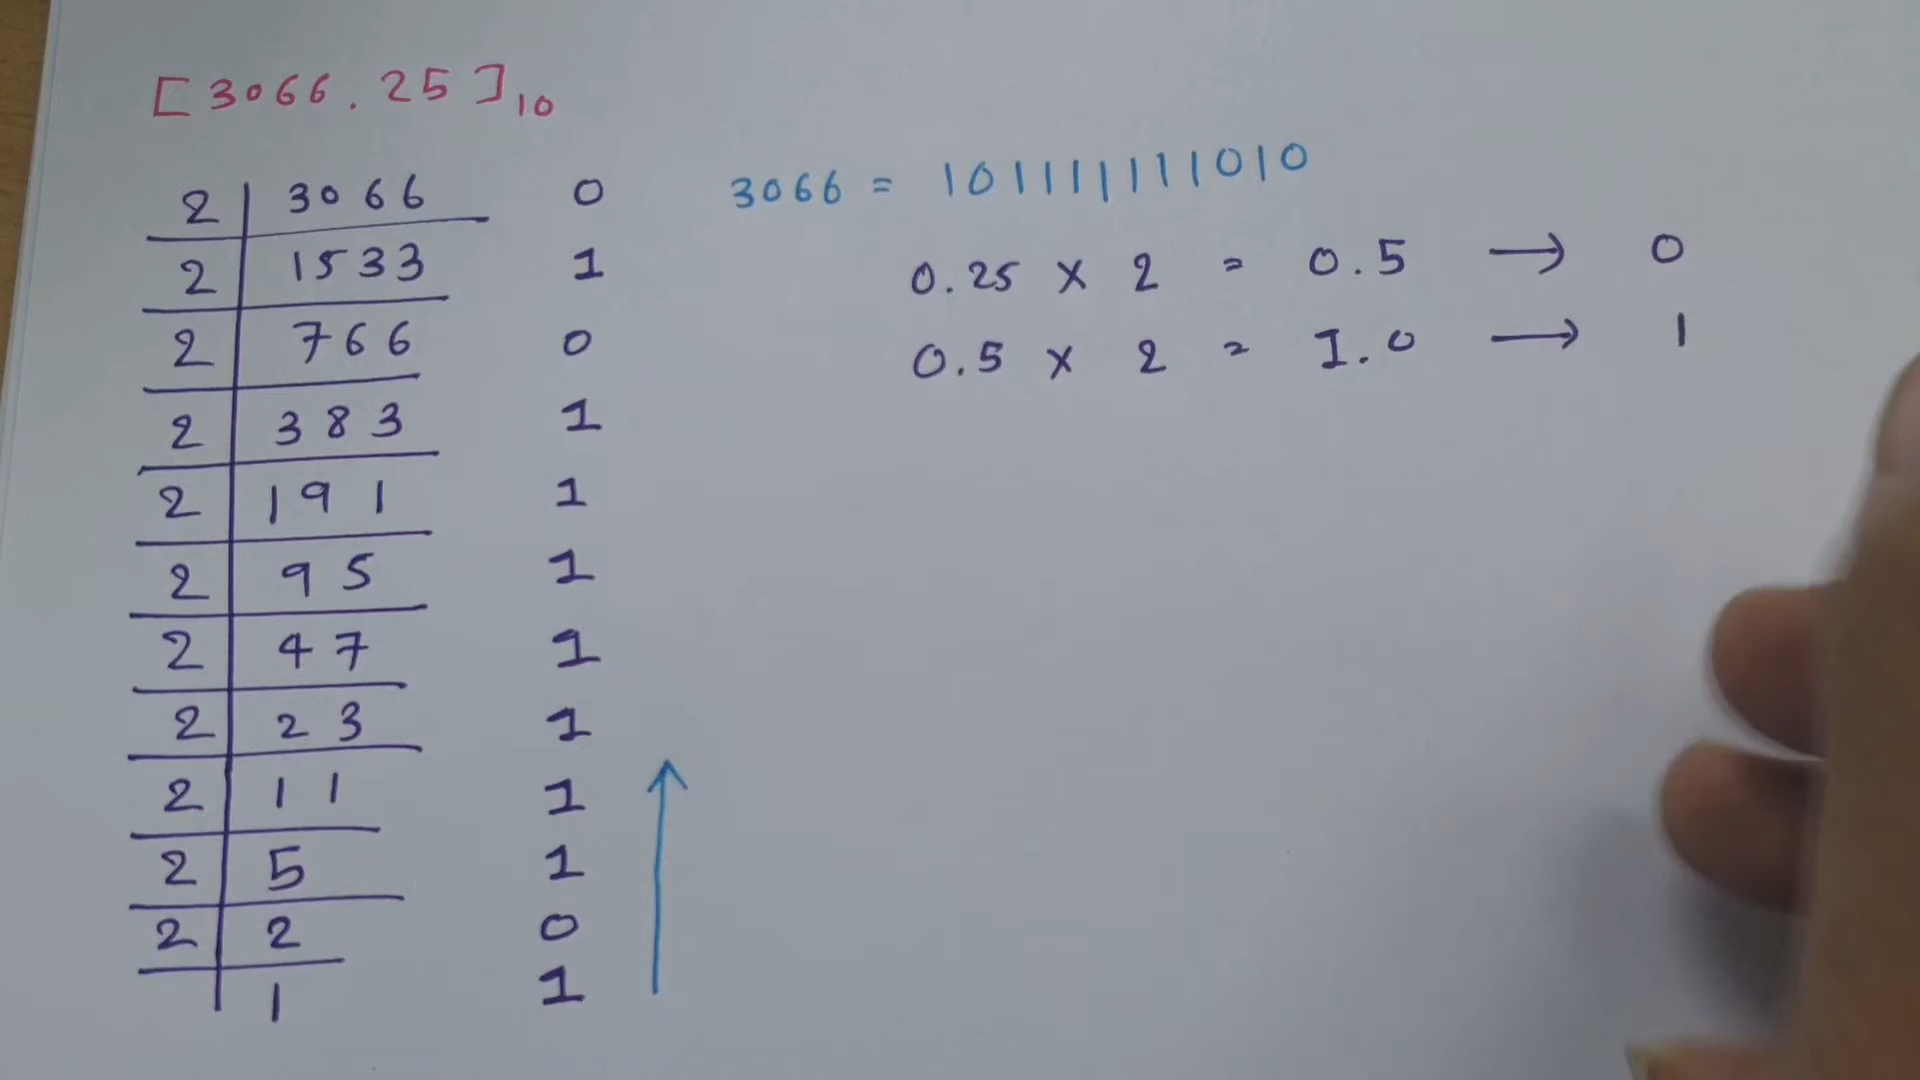 [3066.25]10
2 3066 0
2 1533 1
2 766 0
2 383 1
2 191 1
2 95 1
2 47 1
2 23 1
2 11 1
2 5 1
2 2 0
1 1
3066 = 101111111010
0.25 x 2 = 0.5 → 0
0.5 x 2 = 1.0 → 1